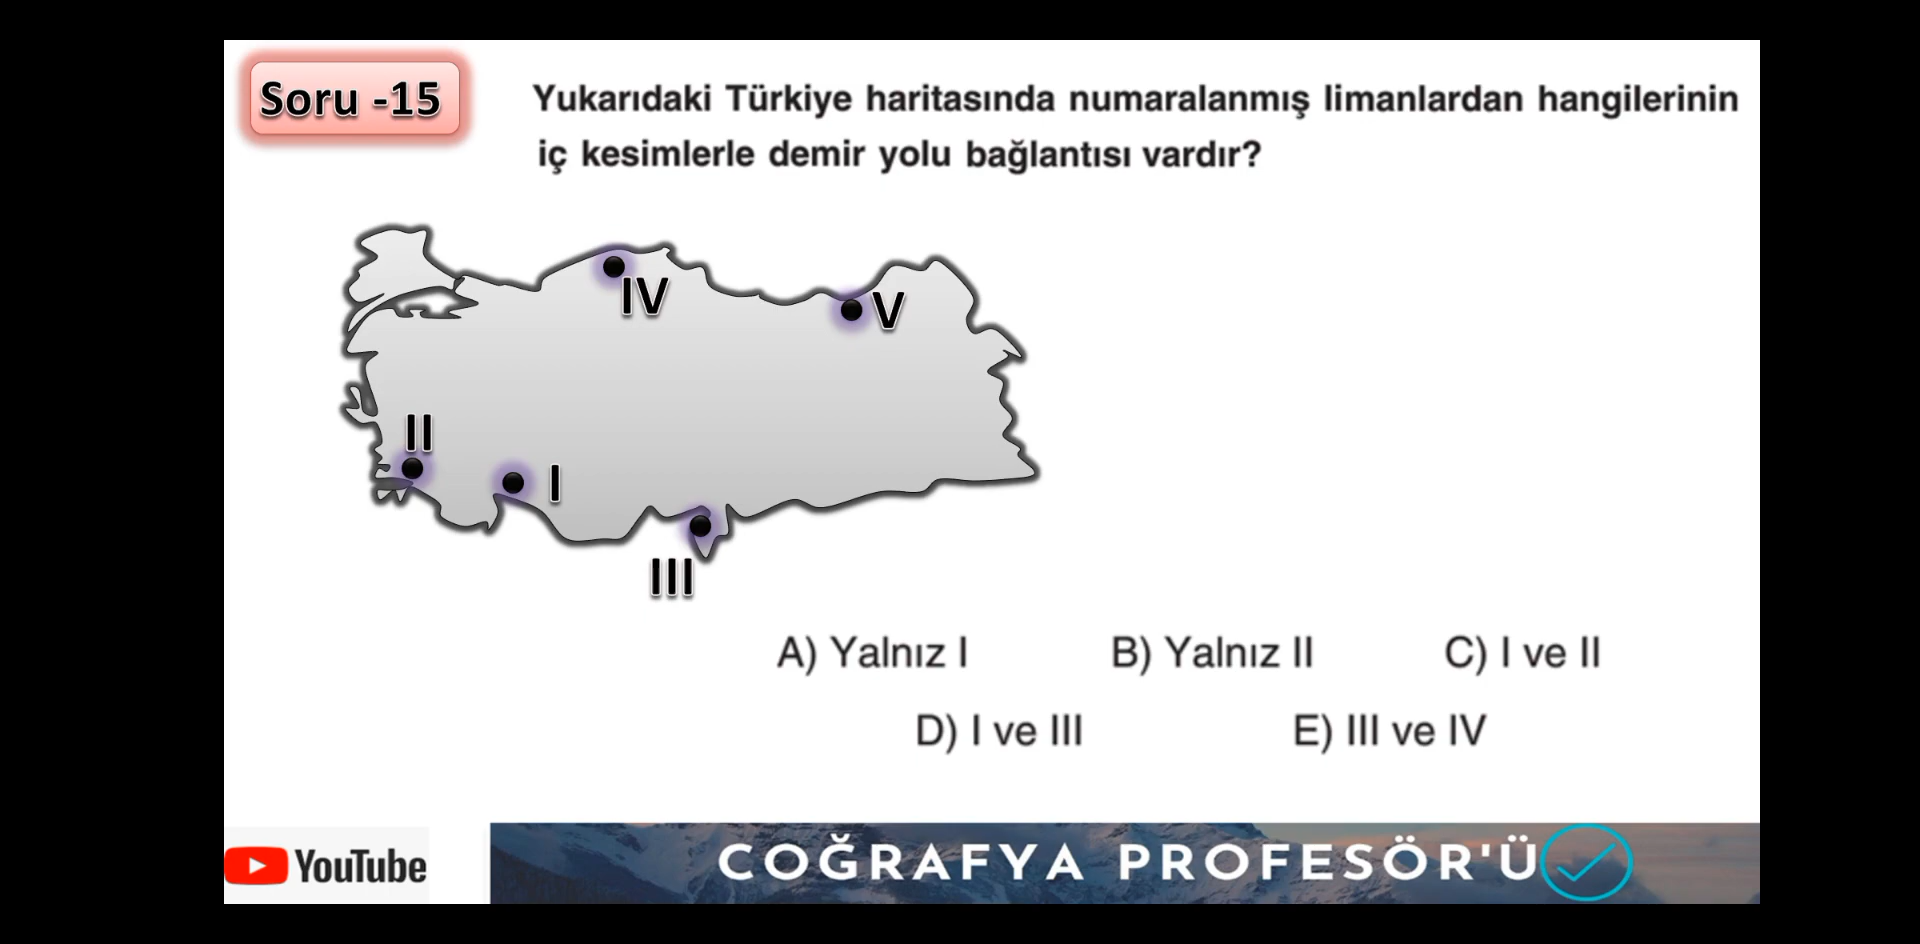 Soru -15
Yukarıdaki Türkiye haritasında numaralanmış limanlardan hangilerinin
iç kesimlerle demir yolu bağlantısı vardır?
IV
V
II
I
III
A) Yalnız I
B) Yalnız II
C) I ve II
D) I ve III
E) III ve IV
YouTube
COĞRAFYA PROFESÖR'Ü